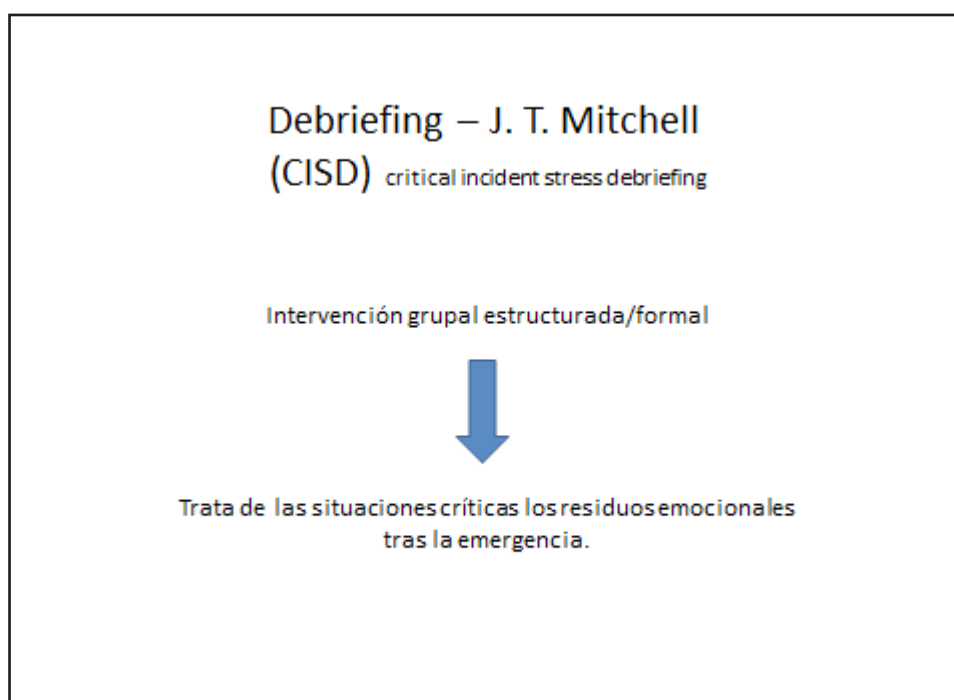 Debriefing – J. T. Mitchell
(CISD) critical incident stress debriefing
Intervención grupal estructurada/formal
Trata de las situaciones críticas los residuos emocionales
tras la emergencia.